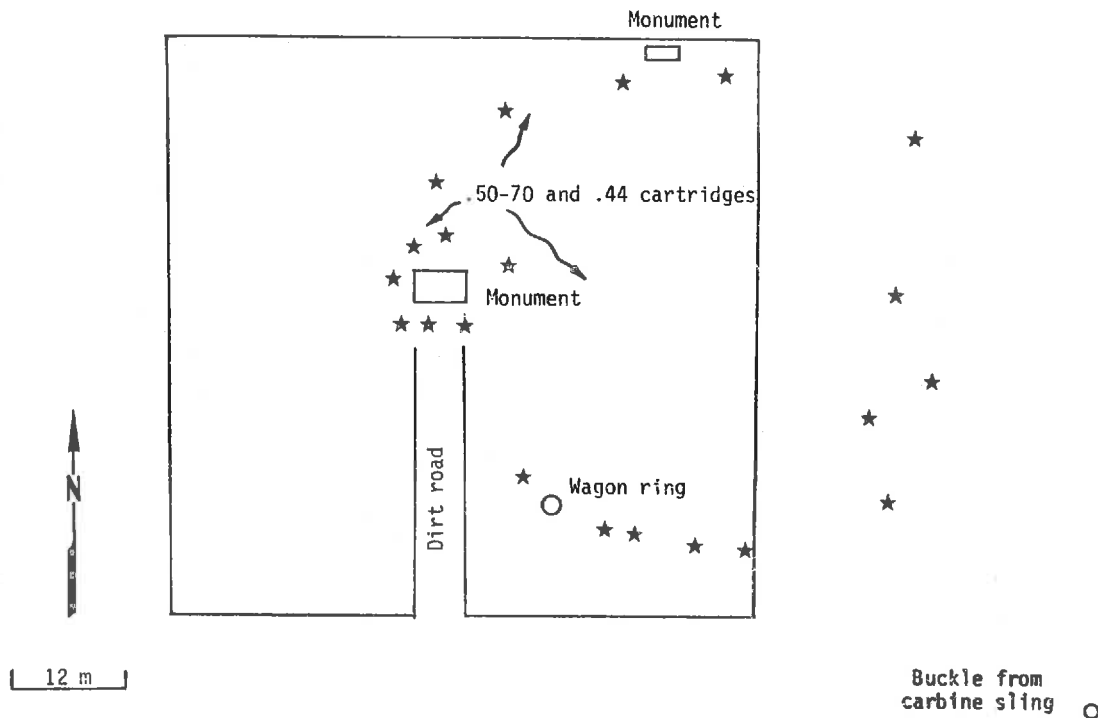 Monument
.50-70 and .44 cartridges
Monument
Dirt road
Wagon ring
N
12 m
Buckle from
carbine sling